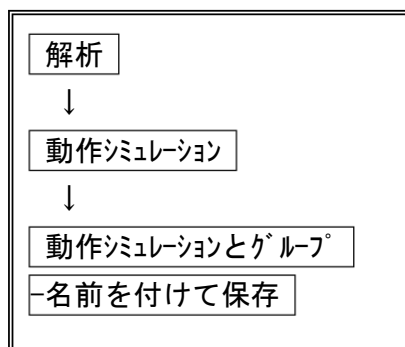 解析
↓
動作ｼﾐｭﾚｰｼｮﾝ
↓
動作ｼﾐｭﾚｰｼｮﾝとｸﾞﾙｰﾌﾟ
−名前を付けて保存